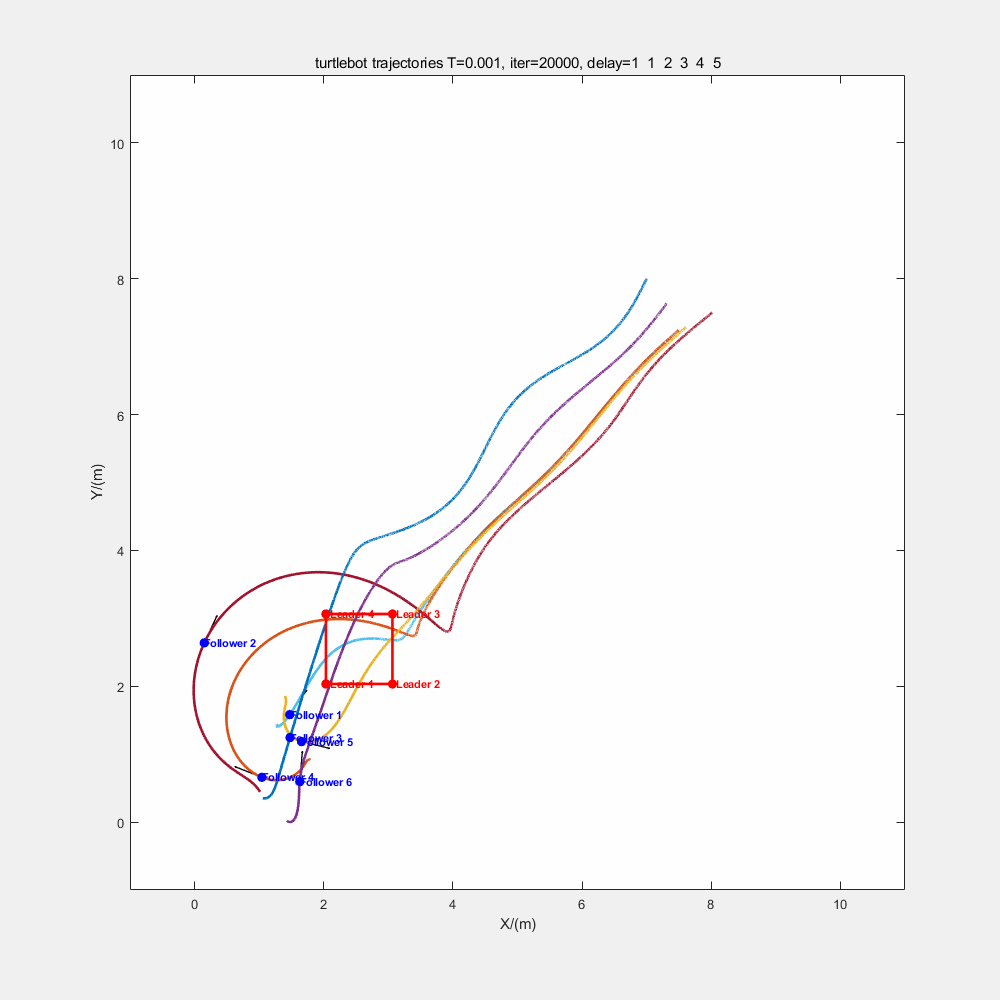 turtlebot trajectories T=0.001, iter=20000, delay=1 1 2 3 4 5
10
8
6
4
2
0
Y/(m)
Leader 4
Leader 3
Leader 1
Leader 2
Follower 2
Follower 1
Follower 3
Follower 5
Follower 4
Follower 6
0
2
4
6
8
10
X/(m)